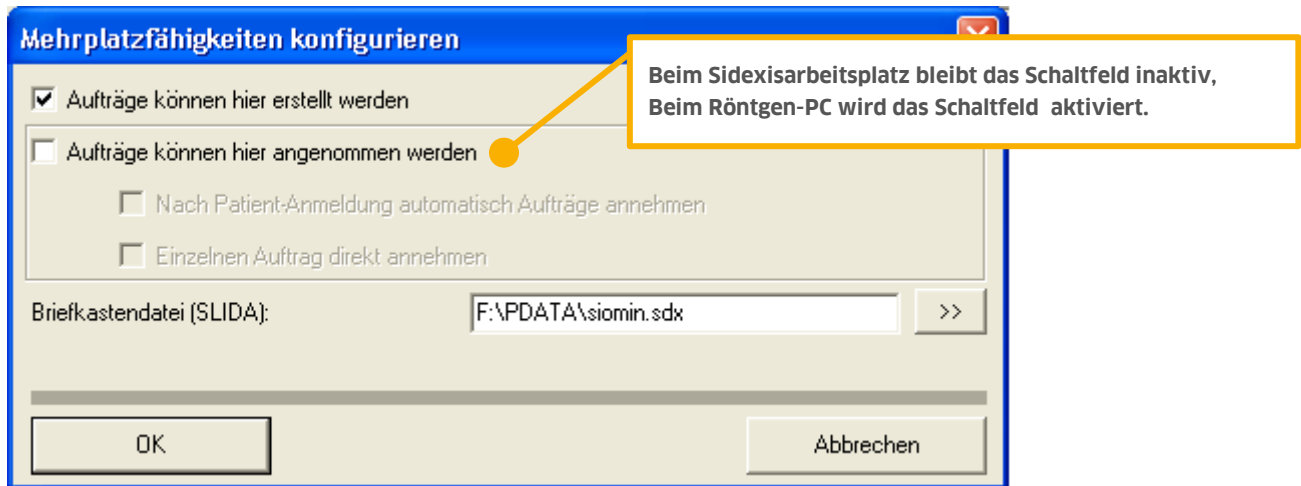 Mehrplatzfähigkeiten konfigurieren
Beim Sidexisarbeitsplatz bleibt das Schaltfeld inaktiv,
Beim Röntgen-PC wird das Schaltfeld aktiviert.
Aufträge können hier erstellt werden
Aufträge können hier angenommen werden
Nach Patient-Anmeldung automatisch Aufträge annehmen
Einzelnen Auftrag direkt annehmen
Briefkastendatei (SLIDA): F:\PDATA\siomin.sdx >>
OK Abbrechen